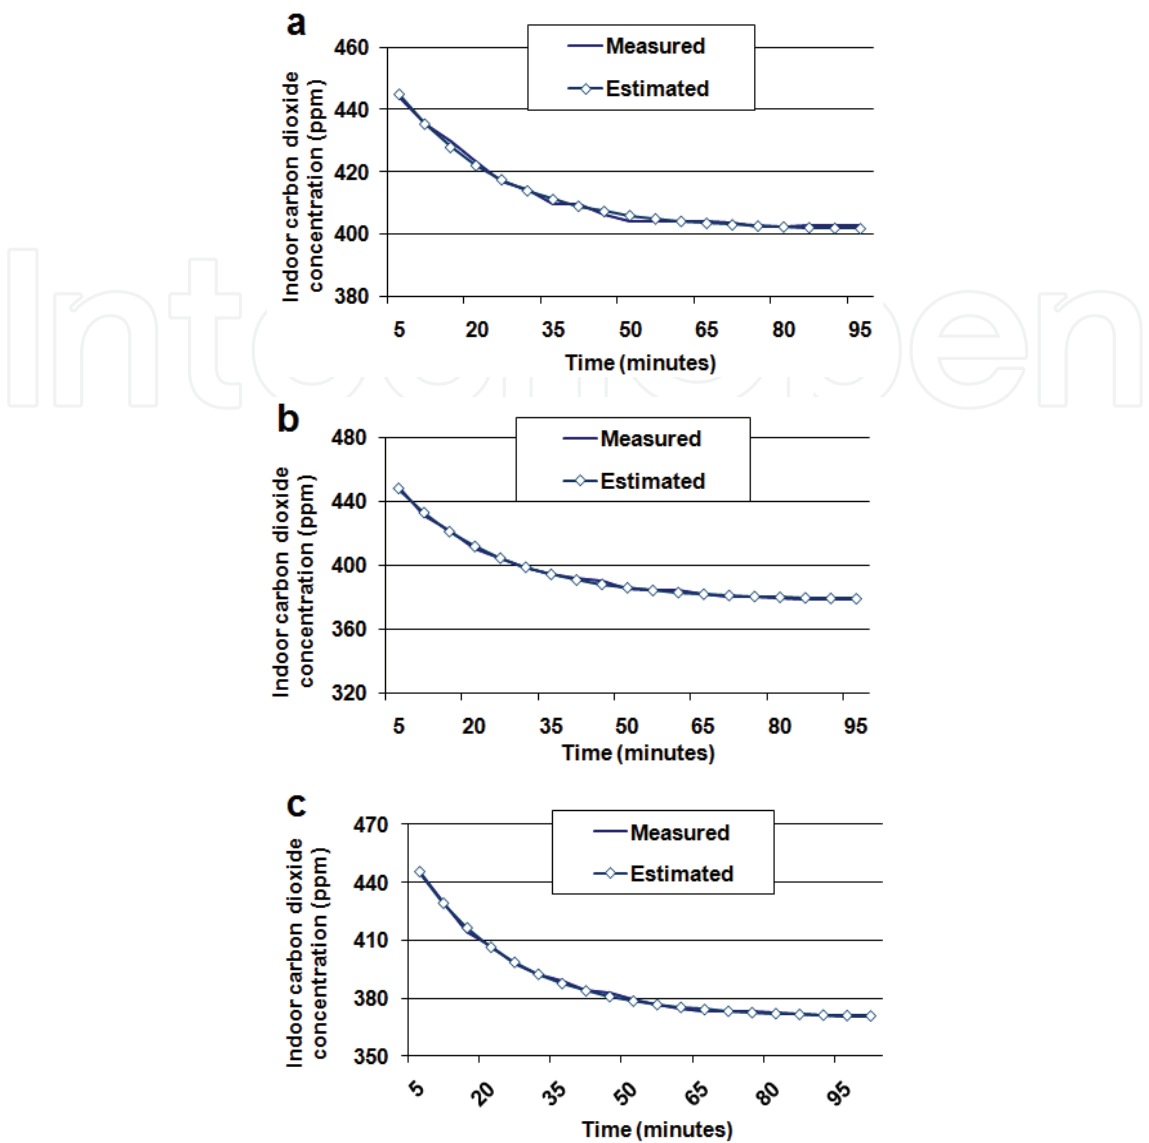 a
460
440
420
400
380
Indoor carbon dioxide
concentration (ppm)
Measured
Estimated
5 20 35 50 65 80 95
Time (minutes)
b
480
440
400
360
320
Indoor carbon dioxide
concentration (ppm)
Measured
Estimated
5 20 35 50 65 80 95
Time (minutes)
c
470
440
410
380
350
Indoor carbon dioxide
concentration (ppm)
Measured
Estimated
5 20 35 50 65 80 95
Time (minutes)